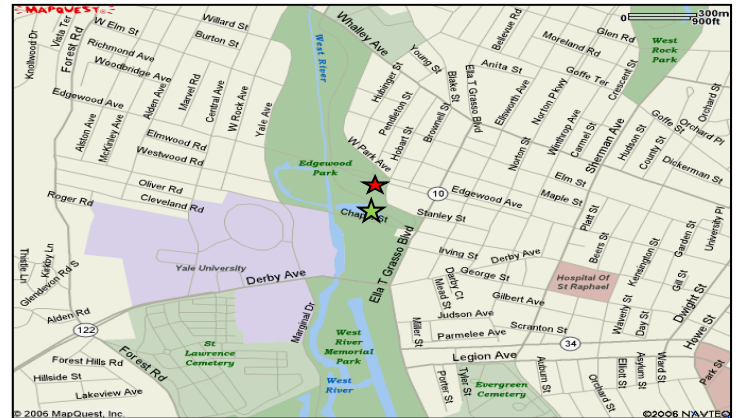 MAPQUEST
300m
900ft
Knollwood Dr
Vista Ter
Forest Rd
W Elm St
Willard St
Burton St
Richmond Ave
Woodbridge Ave
Edgewood Ave
Alston Ave
McKinley Ave
Alden Ave
Marvel Rd
Central Ave
W Rock Ave
Yale Ave
Elmwood Rd
Westwood Rd
Oliver Rd
Cleveland Rd
Roger Rd
West River
Whalley Ave
Young St
Hubinger St
Pendleton St
Hobart St
Brownell St
Blake St
Ella T Grasso Blvd
W Park Ave
Edgewood
Park
Bellevue Rd
Moreland Rd
Glen Rd
Anita St
Goffe Ter
Crescent St
West
Rock
Park
Ellsworth Ave
Norton Pkwy
Norton St
Winthrop Ave
Carmel St
Sherman Ave
Hudson St
County St
Goffe St
Orchard St
Orchard Pl
Dickerman St
10
Edgewood Ave
Elm St
Maple St
Platt St
Chapel St
Stanley St
Ella T Grasso Blvd
Irving St
Derby Ave
George St
Darby Ct
Mead St
Gilbert Ave
Judson Ave
Parmelee Ave
Scranton St
Miller St
Legion Ave
34
Beers St
Kensington St
Garden St
University Pl
Gill St
Dwight St
Howe St
Waverly St
Day St
Hospital Of
St Raphael
Park St
Elliott St
Asylum St
Ward St
Orchard St
Auburn St
Porter St
Tyler St
Evergreen
Cemetery
Yale University
Derby Ave
Marginal Dr
West
River
Memorial
Park
West
River
St
Lawrence
Cemetery
Thistle Ln
Kirby Ln
Glendevon Rd S
Alden Rd
122
Forest Rd
Forest Hills Rd
Hillside St
Lakeview Ave
© 2006 MapQuest, Inc.
©2006 NAVTEQ